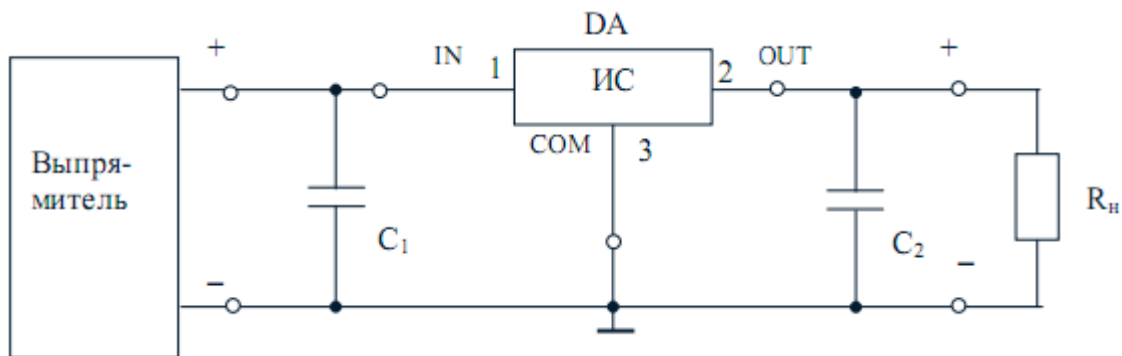 DA
+
IN
1
ИС
2
OUT
+
COM
3
Выпря-
митель
C₁
C₂
Rн
−
−